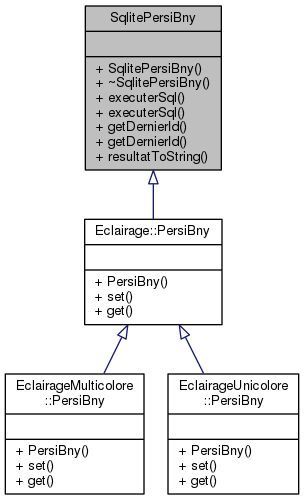 SqlitePersiBny
+ SqlitePersiBny()
+ ~SqlitePersiBny()
+ executerSql()
+ executerSql()
+ getDernierId()
+ getDernierId()
+ resultatToString()
Eclairage::PersiBny
+ PersiBny()
+ set()
+ get()
EclairageMulticolore
::PersiBny
+ PersiBny()
+ set()
+ get()
EclairageUnicolore
::PersiBny
+ PersiBny()
+ set()
+ get()